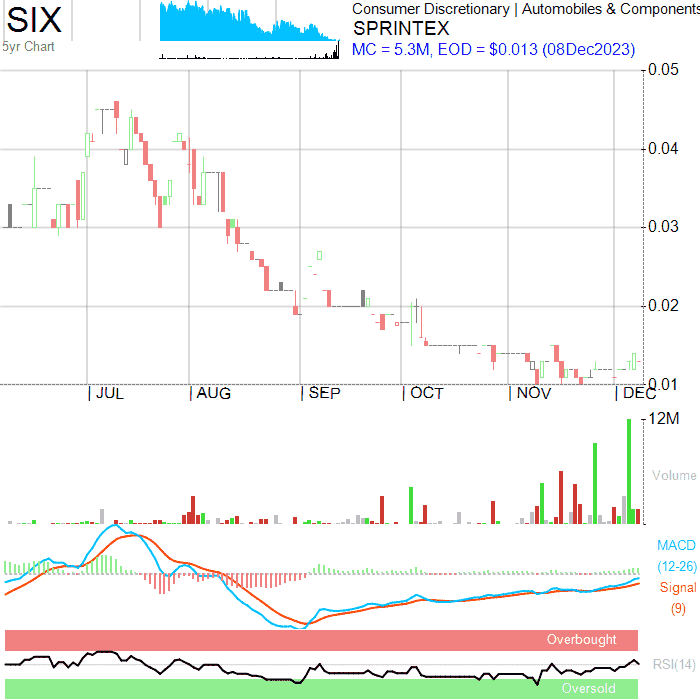 SIX
5yr Chart
Consumer Discretionary | Automobiles & Components
SPRINTEX
MC = 5.3M, EOD = $0.013 (08Dec2023)
0.05
0.04
0.03
0.02
0.01
JUL AUG SEP OCT NOV DEC
12M
Volume
MACD
(12-26)
Signal
(9)
Overbought
RSI(14)
Oversold